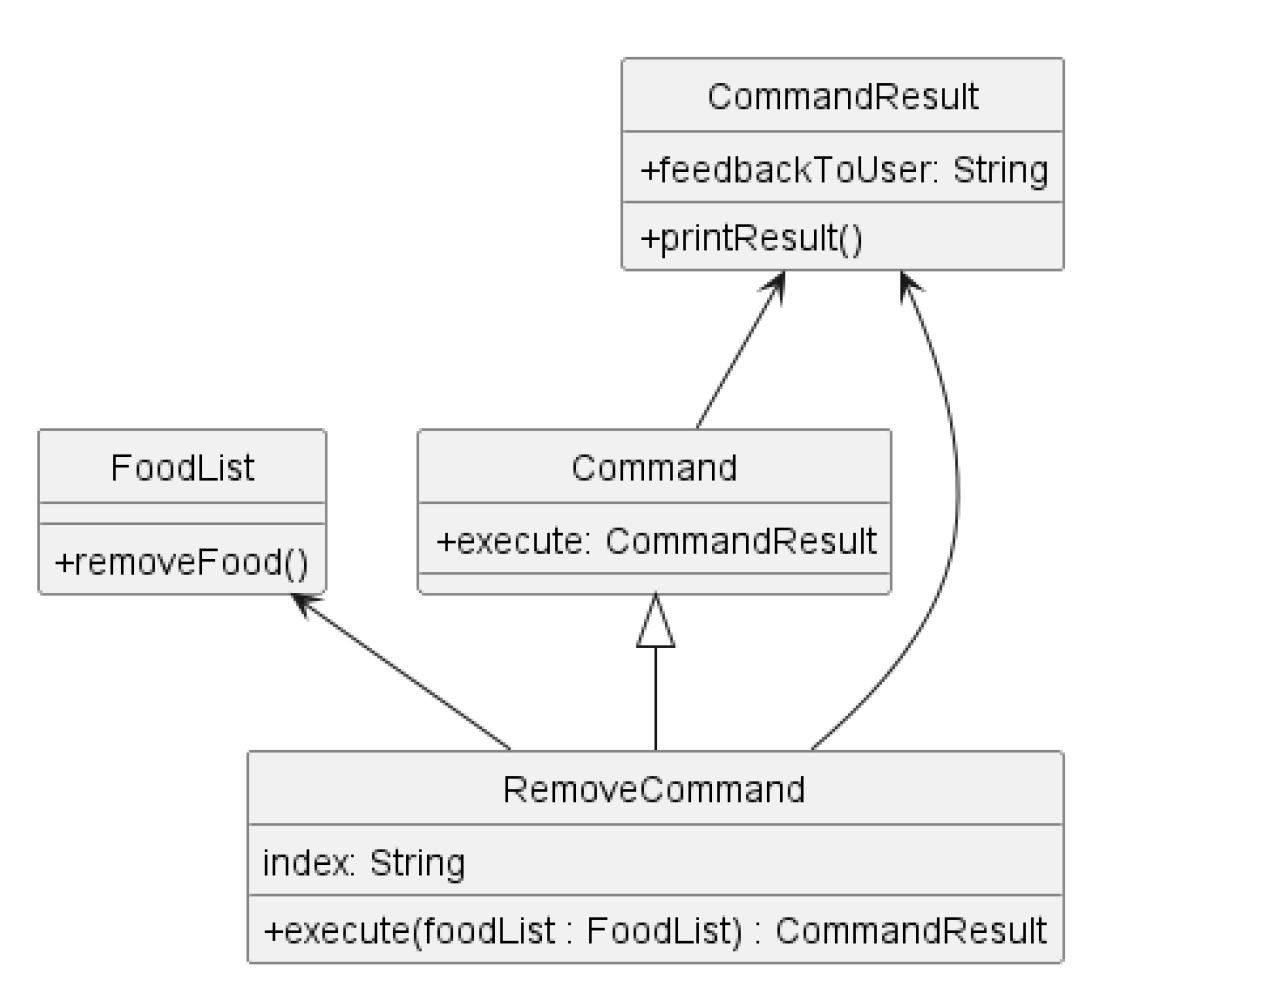 CommandResult
+feedbackToUser: String
+printResult()
FoodList
+removeFood()
Command
+execute: CommandResult
RemoveCommand
index: String
+execute(foodList : FoodList) : CommandResult